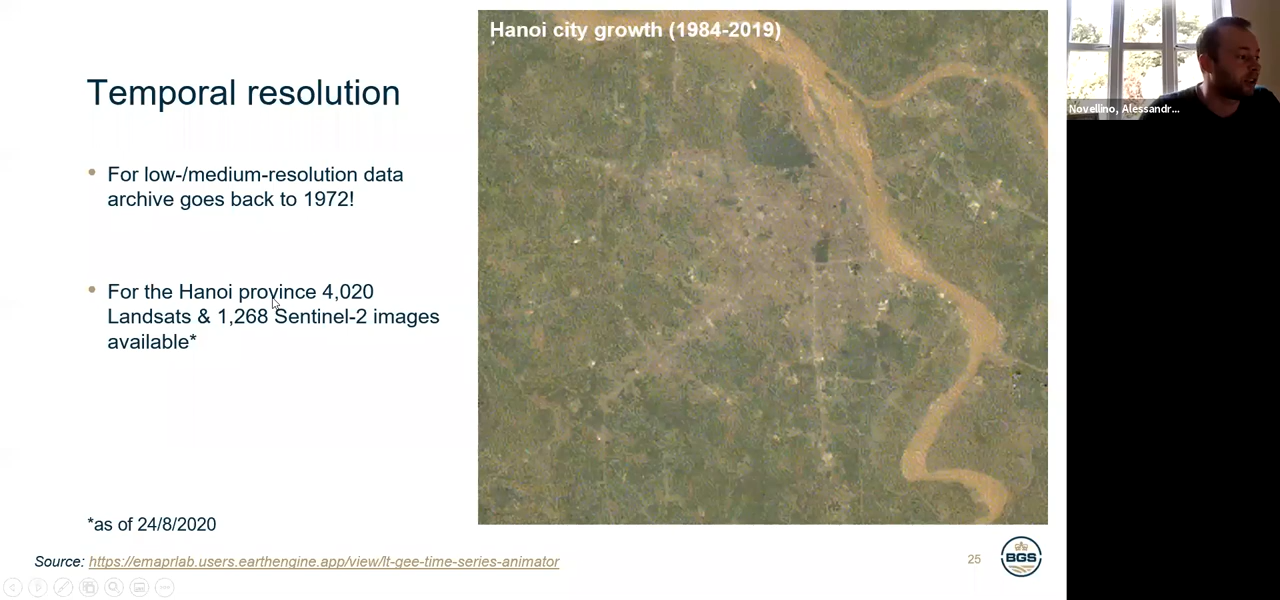 Hanoi city growth (1984-2019)
Temporal resolution
Novellino, Alessandr...
• For low-/medium-resolution data
archive goes back to 1972!
• For the Hanoi province 4,020
Landsats & 1,268 Sentinel-2 images
available*
*as of 24/8/2020
Source: https://emaprlab.users.earthengine.app/view/lt-gee-time-series-animator
25
BGS